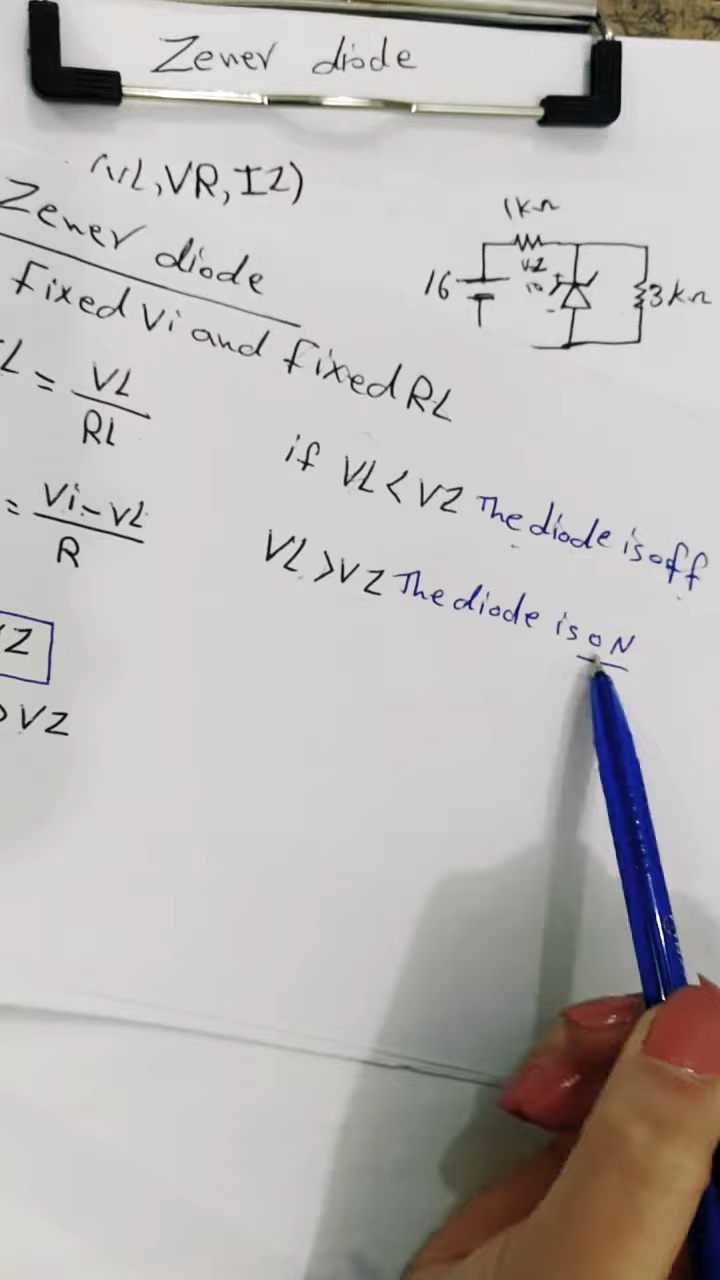 Zener diode
VL, VR, IZ)
Zener diode
Fixed Vi and Fixed RL
L = VL
RL
= Vi - VL
R
Z
VZ
1kΩ
16
VZ
10
3kΩ
if VL < VZ The diode is off
VL > VZ The diode is oN